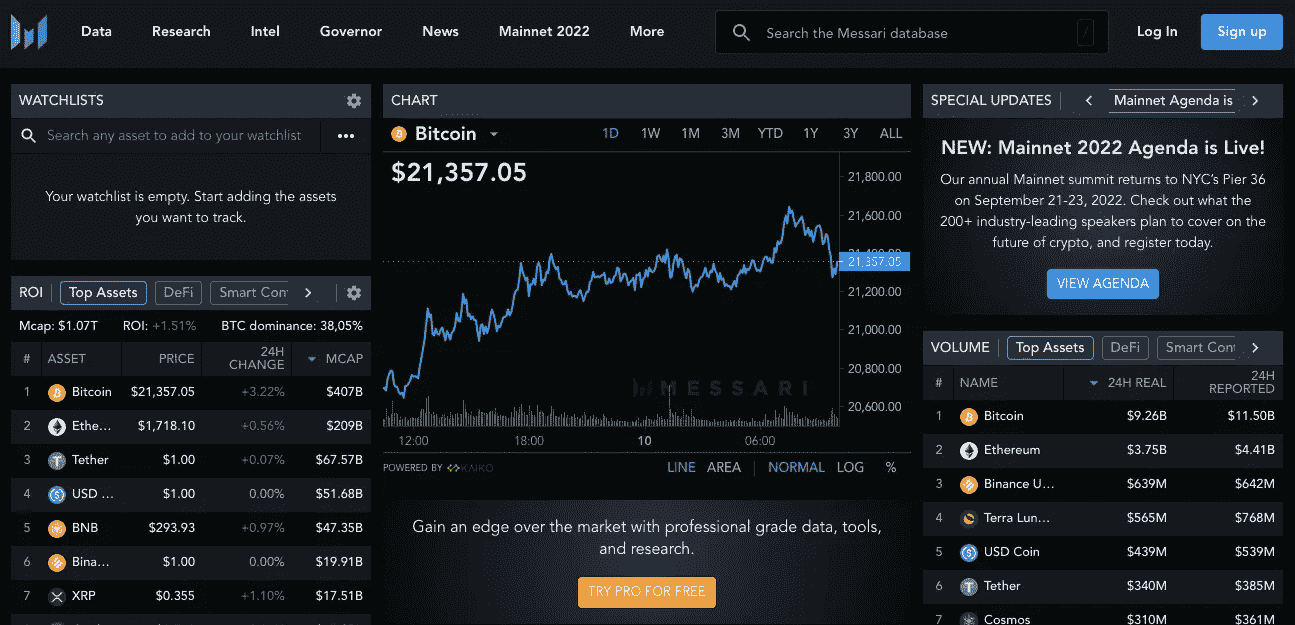 Data Research Intel Governor News Mainnet 2022 More Search the Messari database / Log In Sign up
WATCHLISTS
Search any asset to add to your watchlist
Your watchlist is empty. Start adding the assets
you want to track.
ROI Top Assets DeFi Smart Con
Mcap: $1.07T ROI: +1.51% BTC dominance: 38,05%
# ASSET PRICE 24H CHANGE MCAP
1 Bitcoin $21,357.05 +3.22% $407B
2 Ethe... $1,718.10 +0.56% $209B
3 Tether $1.00 +0.07% $67.57B
4 USD ... $1.00 0.00% $51.68B
5 BNB $293.93 +0.97% $47.35B
6 Bina... $1.00 0.00% $19.91B
7 XRP $0.355 +1.10% $17.51B
CHART
Bitcoin 1D 1W 1M 3M YTD 1Y 3Y ALL
$21,357.05
21,800.00
21,600.00
21,400.00
21,357.05
21,200.00
21,000.00
20,800.00
20,600.00
MESSARI
12:00 18:00 10 06:00
POWERED BY KAIKO LINE AREA NORMAL LOG %
Gain an edge over the market with professional grade data, tools,
and research.
TRY PRO FOR FREE
SPECIAL UPDATES Mainnet Agenda is
NEW: Mainnet 2022 Agenda is Live!
Our annual Mainnet summit returns to NYC's Pier 36
on September 21-23, 2022. Check out what the
200+ industry-leading speakers plan to cover on the
future of crypto, and register today.
VIEW AGENDA
VOLUME Top Assets DeFi Smart Cont
# NAME 24H REAL 24H REPORTED
1 Bitcoin $9.26B $11.50B
2 Ethereum $3.75B $4.41B
3 Binance U... $639M $642M
4 Terra Lun... $565M $768M
5 USD Coin $439M $539M
6 Tether $340M $385M
7 Cosmos $310M $361M